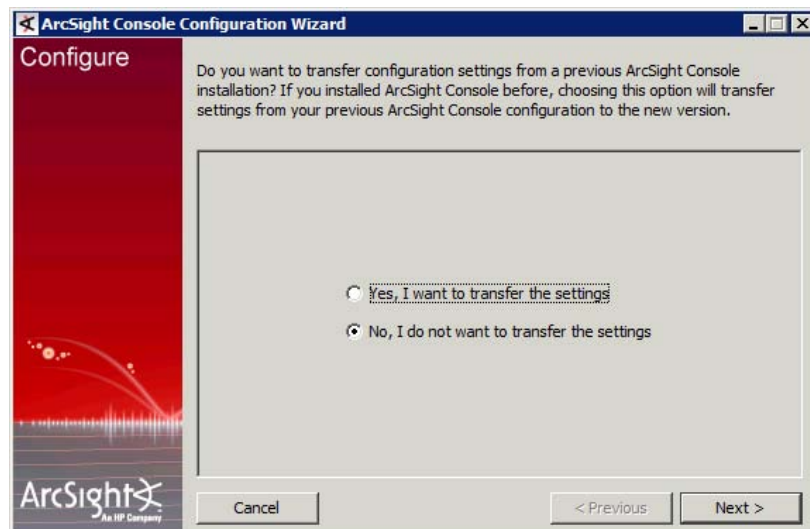 ArcSight Console Configuration Wizard
Configure
Do you want to transfer configuration settings from a previous ArcSight Console
installation? If you installed ArcSight Console before, choosing this option will transfer
settings from your previous ArcSight Console configuration to the new version.
Yes, I want to transfer the settings
No, I do not want to transfer the settings
ArcSight
An HP Company
Cancel
< Previous
Next >